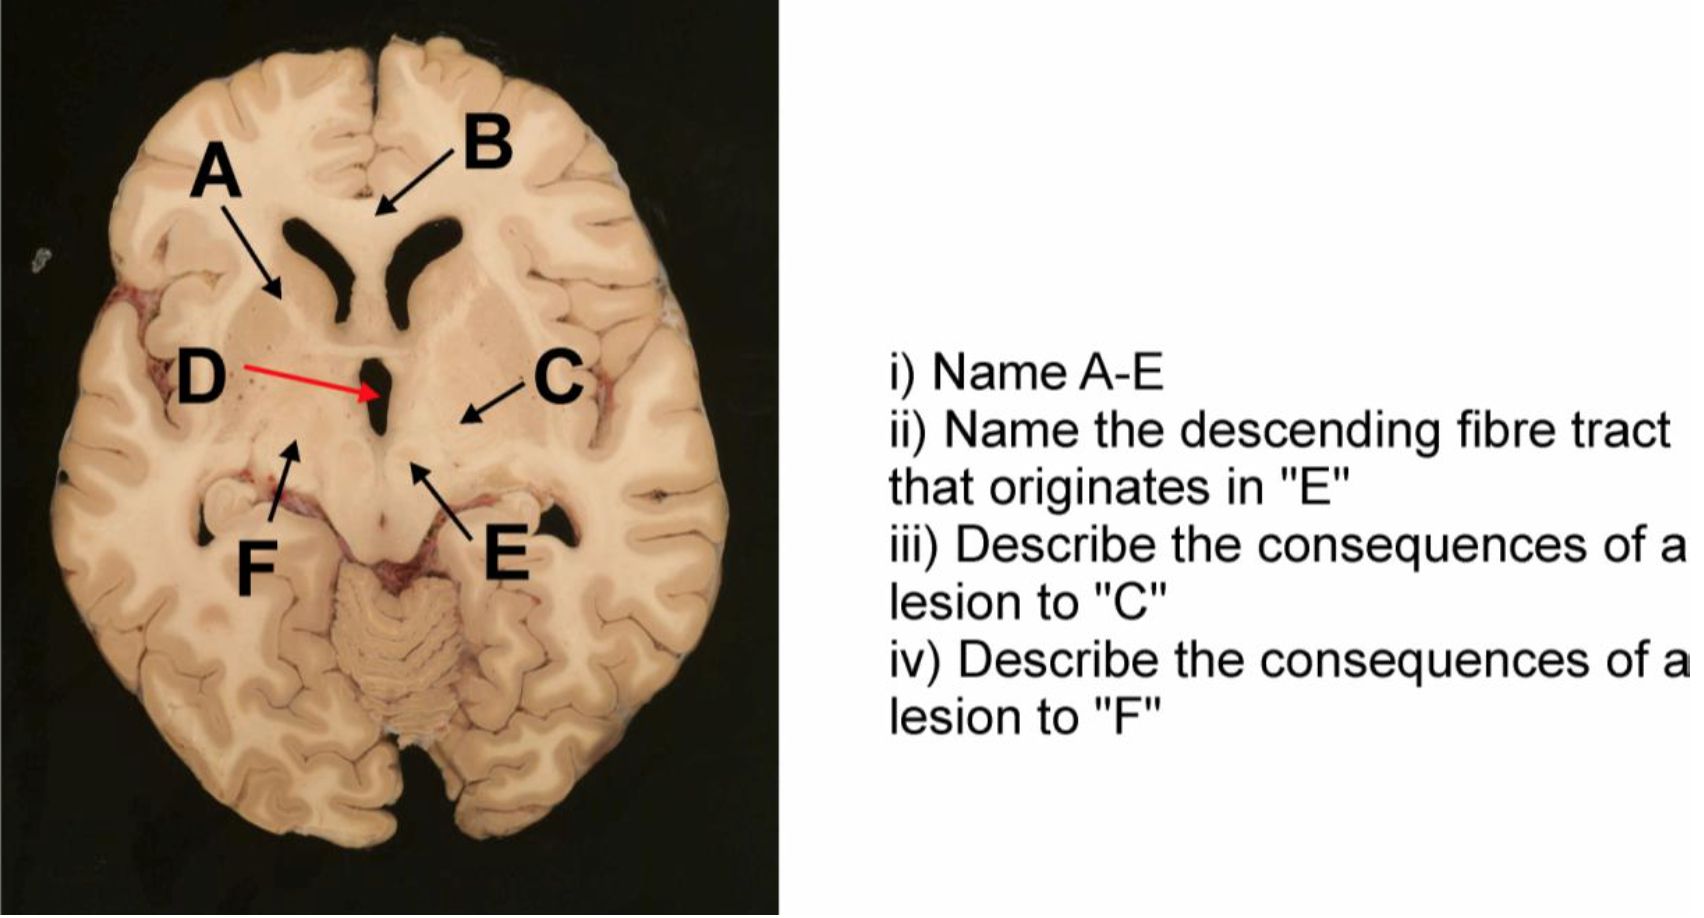 A
B
D
C
F
E
i) Name A-E
ii) Name the descending fibre tract
that originates in "E"
iii) Describe the consequences of a
lesion to "C"
iv) Describe the consequences of a
lesion to "F"